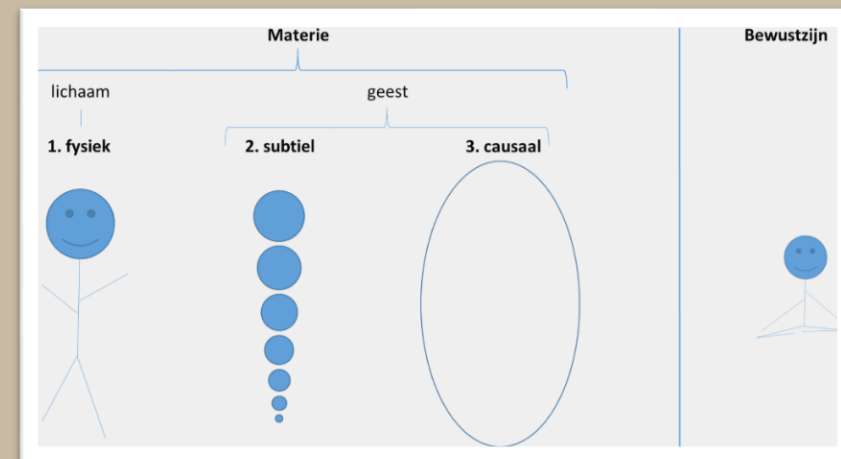 Materie
Bewustzijn
lichaam
geest
1. fysiek
2. subtiel
3. causaal